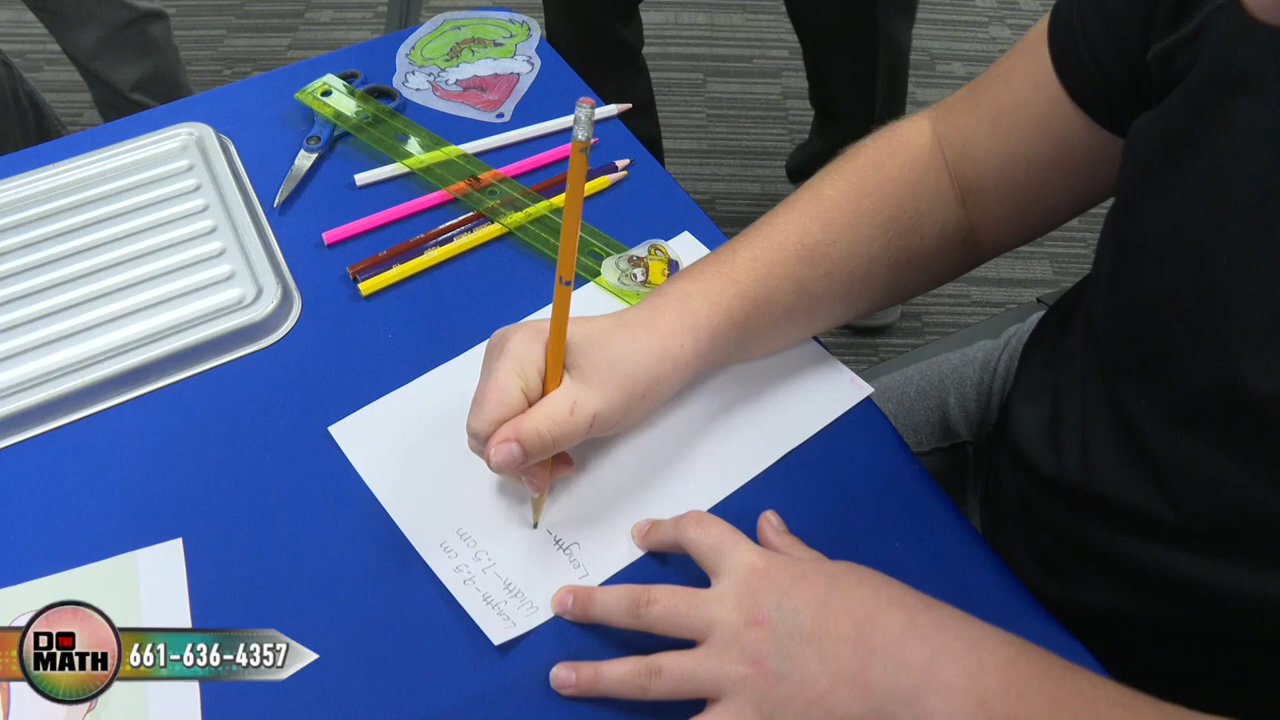 Length-9.5 cm
Width-7.5 cm
Length-
DO THE
MATH
661-636-4357